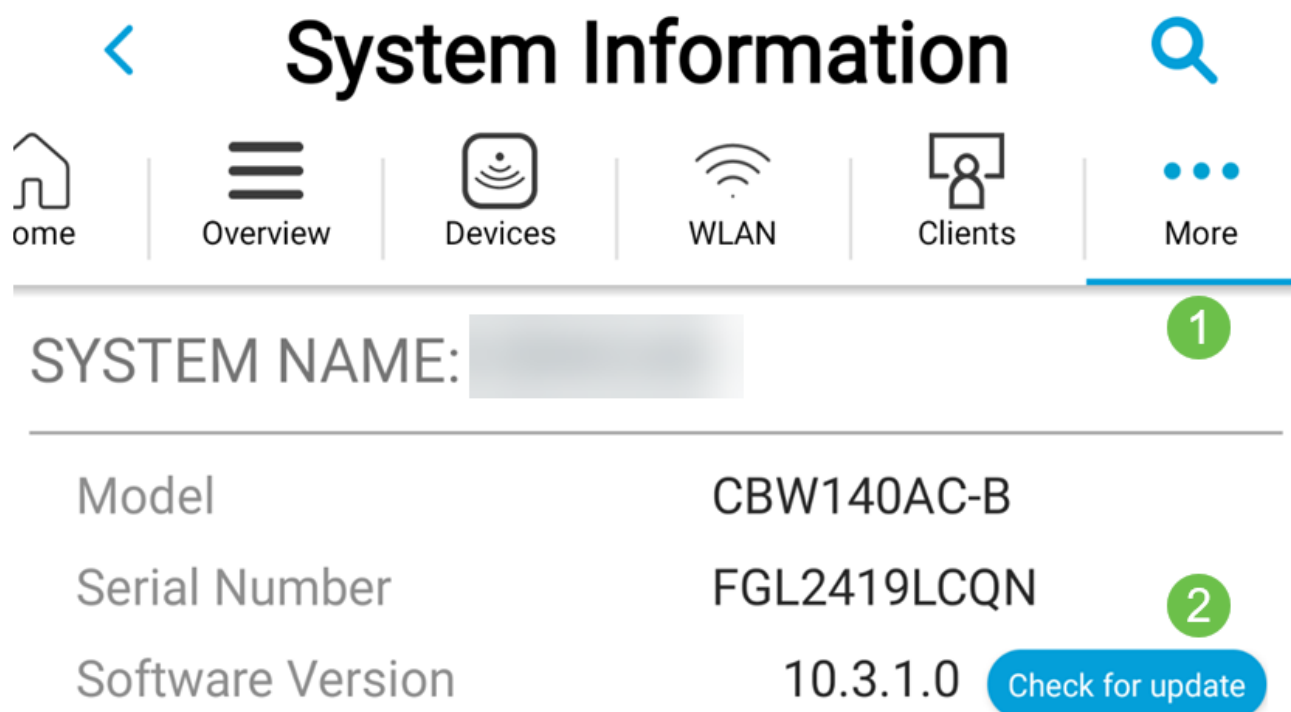 System Information
ome Overview Devices WLAN Clients More
1
SYSTEM NAME:
Model CBW140AC-B
Serial Number FGL2419LCQN
2
Software Version 10.3.1.0 Check for update